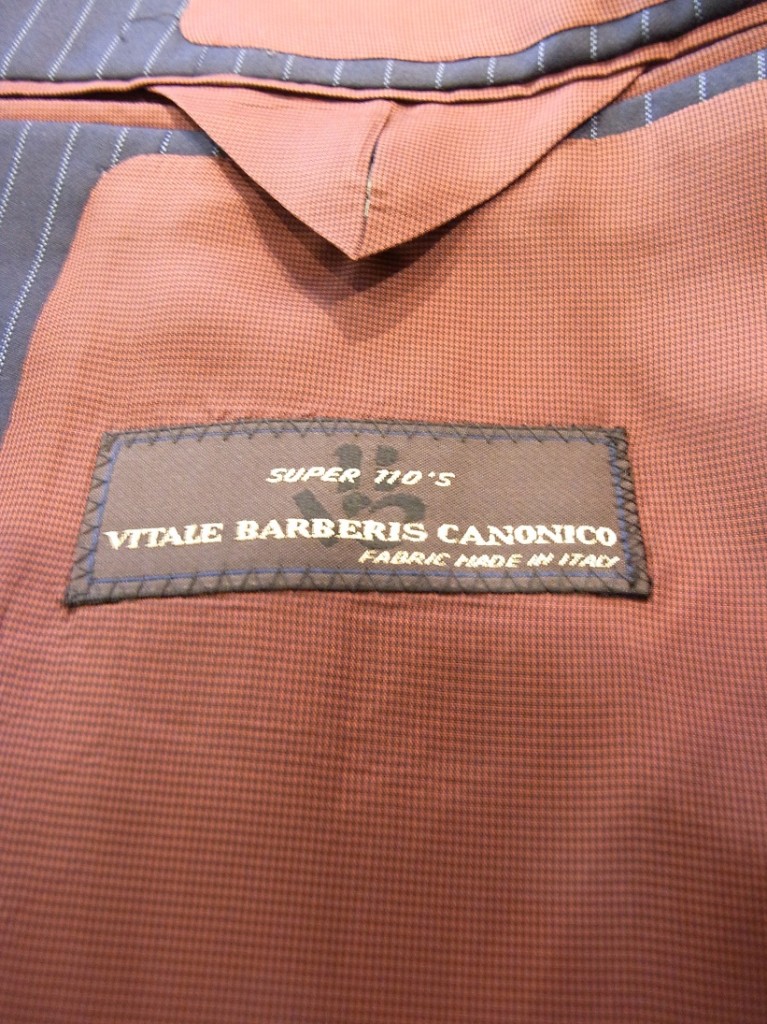 SUPER 110'S
VITALE BARBERIS CANONICO
FABRIC MADE IN ITALY